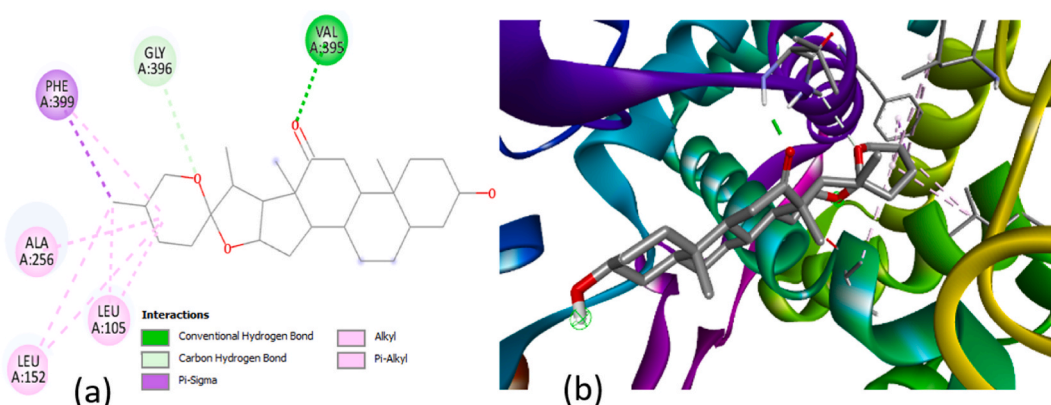 VAL
A:395
GLY
A:396
PHE
A:399
O
O
O
O
ALA
A:256
LEU
A:105
LEU
A:152
Interactions
Conventional Hydrogen Bond
Carbon Hydrogen Bond
Pi-Sigma
Alkyl
Pi-Alkyl
(a)
(b)